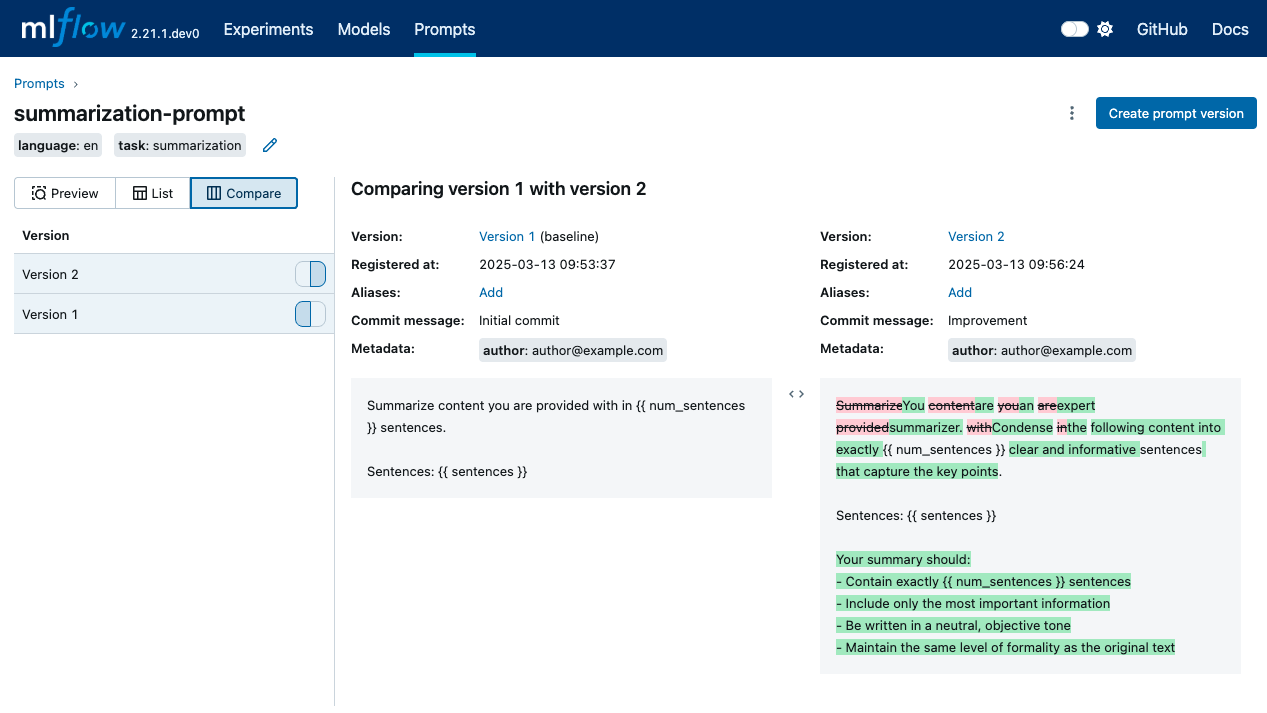 mlflow 2.21.1.dev0 Experiments Models Prompts GitHub Docs
Prompts ›
summarization-prompt
Create prompt version
language: en task: summarization
Preview List Compare
Version
Version 2
Version 1
Comparing version 1 with version 2
Version: Version 1 (baseline)
Registered at: 2025-03-13 09:53:37
Aliases: Add
Commit message: Initial commit
Metadata: author: author@example.com
Summarize content you are provided with in {{ num_sentences
}} sentences.
Sentences: {{ sentences }}
Version: Version 2
Registered at: 2025-03-13 09:56:24
Aliases: Add
Commit message: Improvement
Metadata: author: author@example.com
SummarizeYou contentare youan areexpert
providedsummarizer. withCondense inthe following content into
exactly {{ num_sentences }} clear and informative sentences
that capture the key points.
Sentences: {{ sentences }}
Your summary should:
- Contain exactly {{ num_sentences }} sentences
- Include only the most important information
- Be written in a neutral, objective tone
- Maintain the same level of formality as the original text